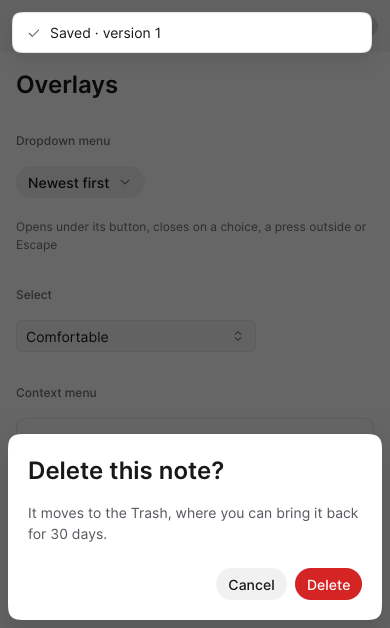 Saved · version 1
Overlays
Dropdown menu
Newest first
Opens under its button, closes on a choice, a press outside or
Escape
Select
Comfortable
Context menu
Delete this note?
It moves to the Trash, where you can bring it back
for 30 days.
Cancel
Delete